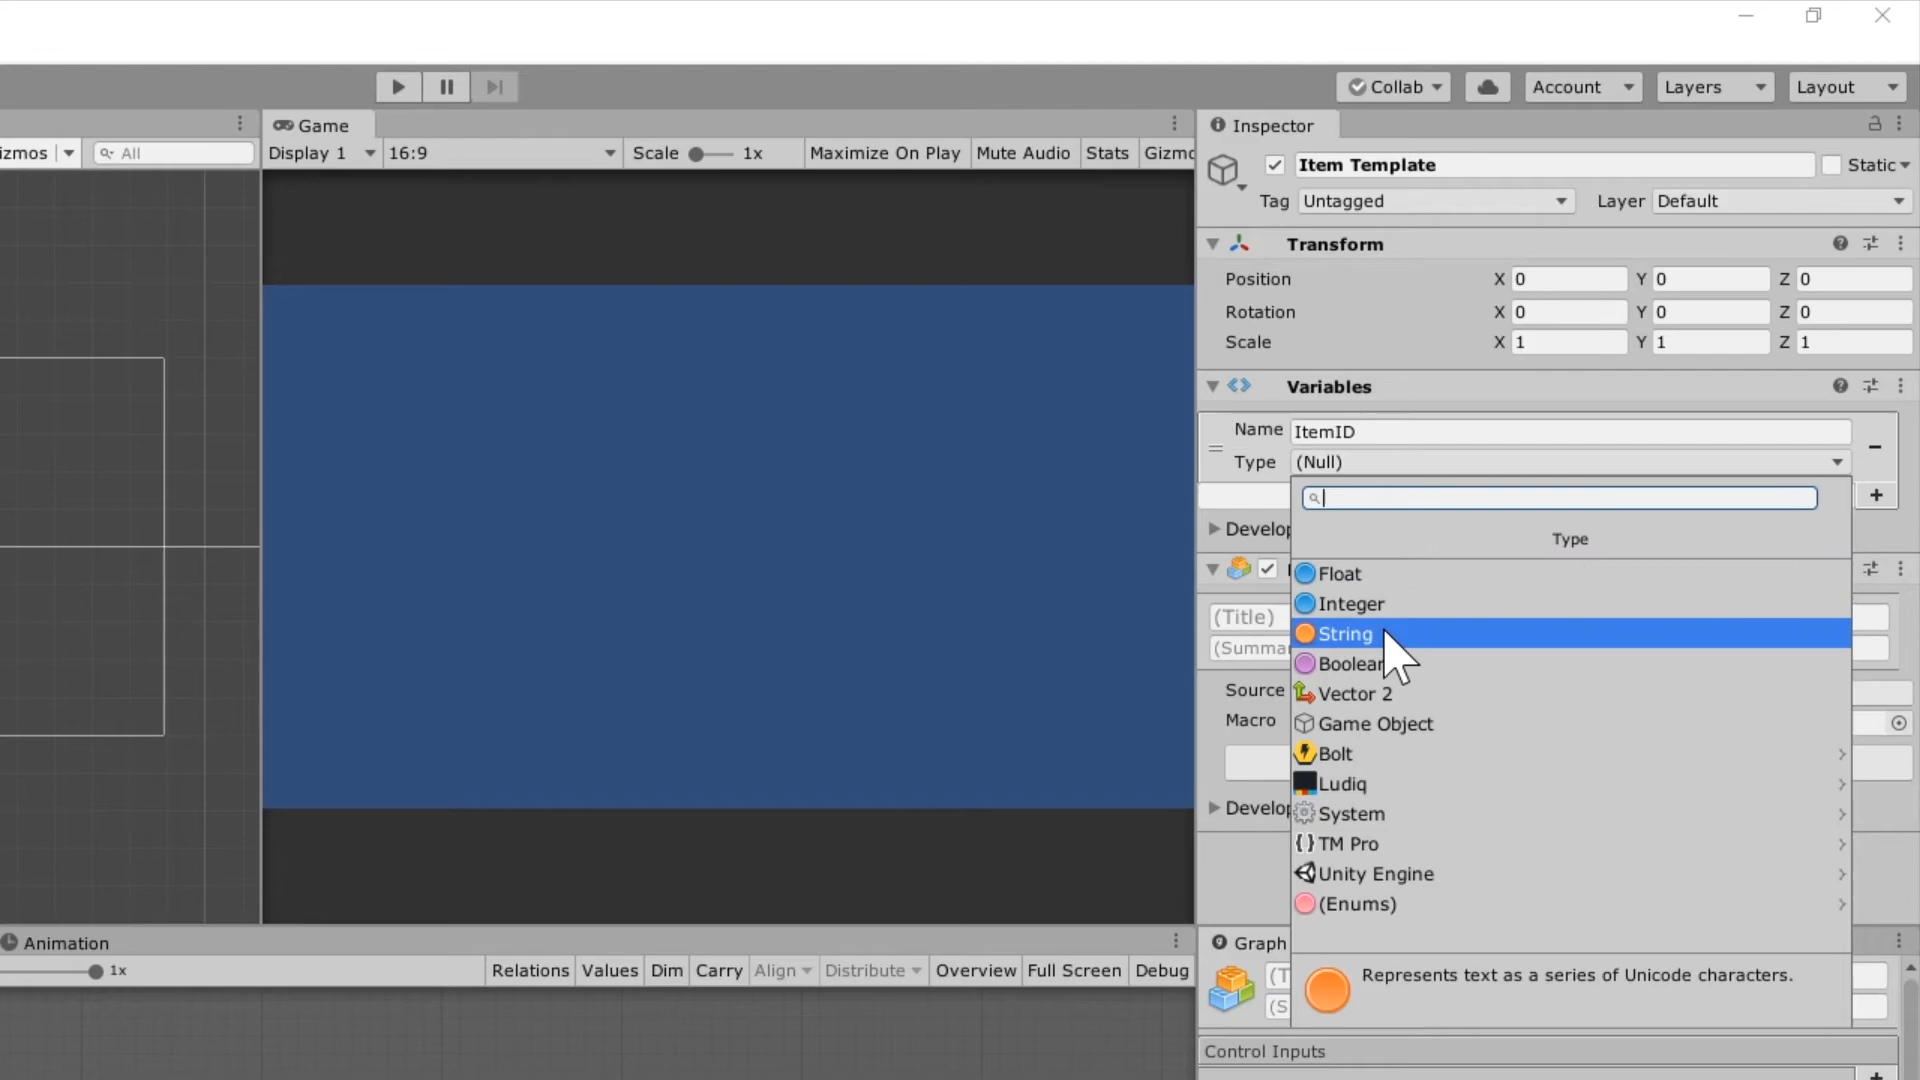 Collab
Account
Layers
Layout
izmos
All
Game
Display 1
16:9
Scale
1x
Maximize On Play
Mute Audio
Stats
Gizmo
Inspector
Item Template
Static
Tag
Untagged
Layer
Default
Transform
Position
X 0
Y 0
Z 0
Rotation
X 0
Y 0
Z 0
Scale
X 1
Y 1
Z 1
Variables
Name
ItemID
Type
(Null)
Type
Float
Integer
String
Boolean
Vector 2
Game Object
Bolt
Ludiq
System
TM Pro
Unity Engine
(Enums)
Represents text as a series of Unicode characters.
Develop
(Title)
(Summa
Source
Macro
Develop
Animation
1x
Relations
Values
Dim
Carry
Align
Distribute
Overview
Full Screen
Debug
Graph
(T
(S
Control Inputs